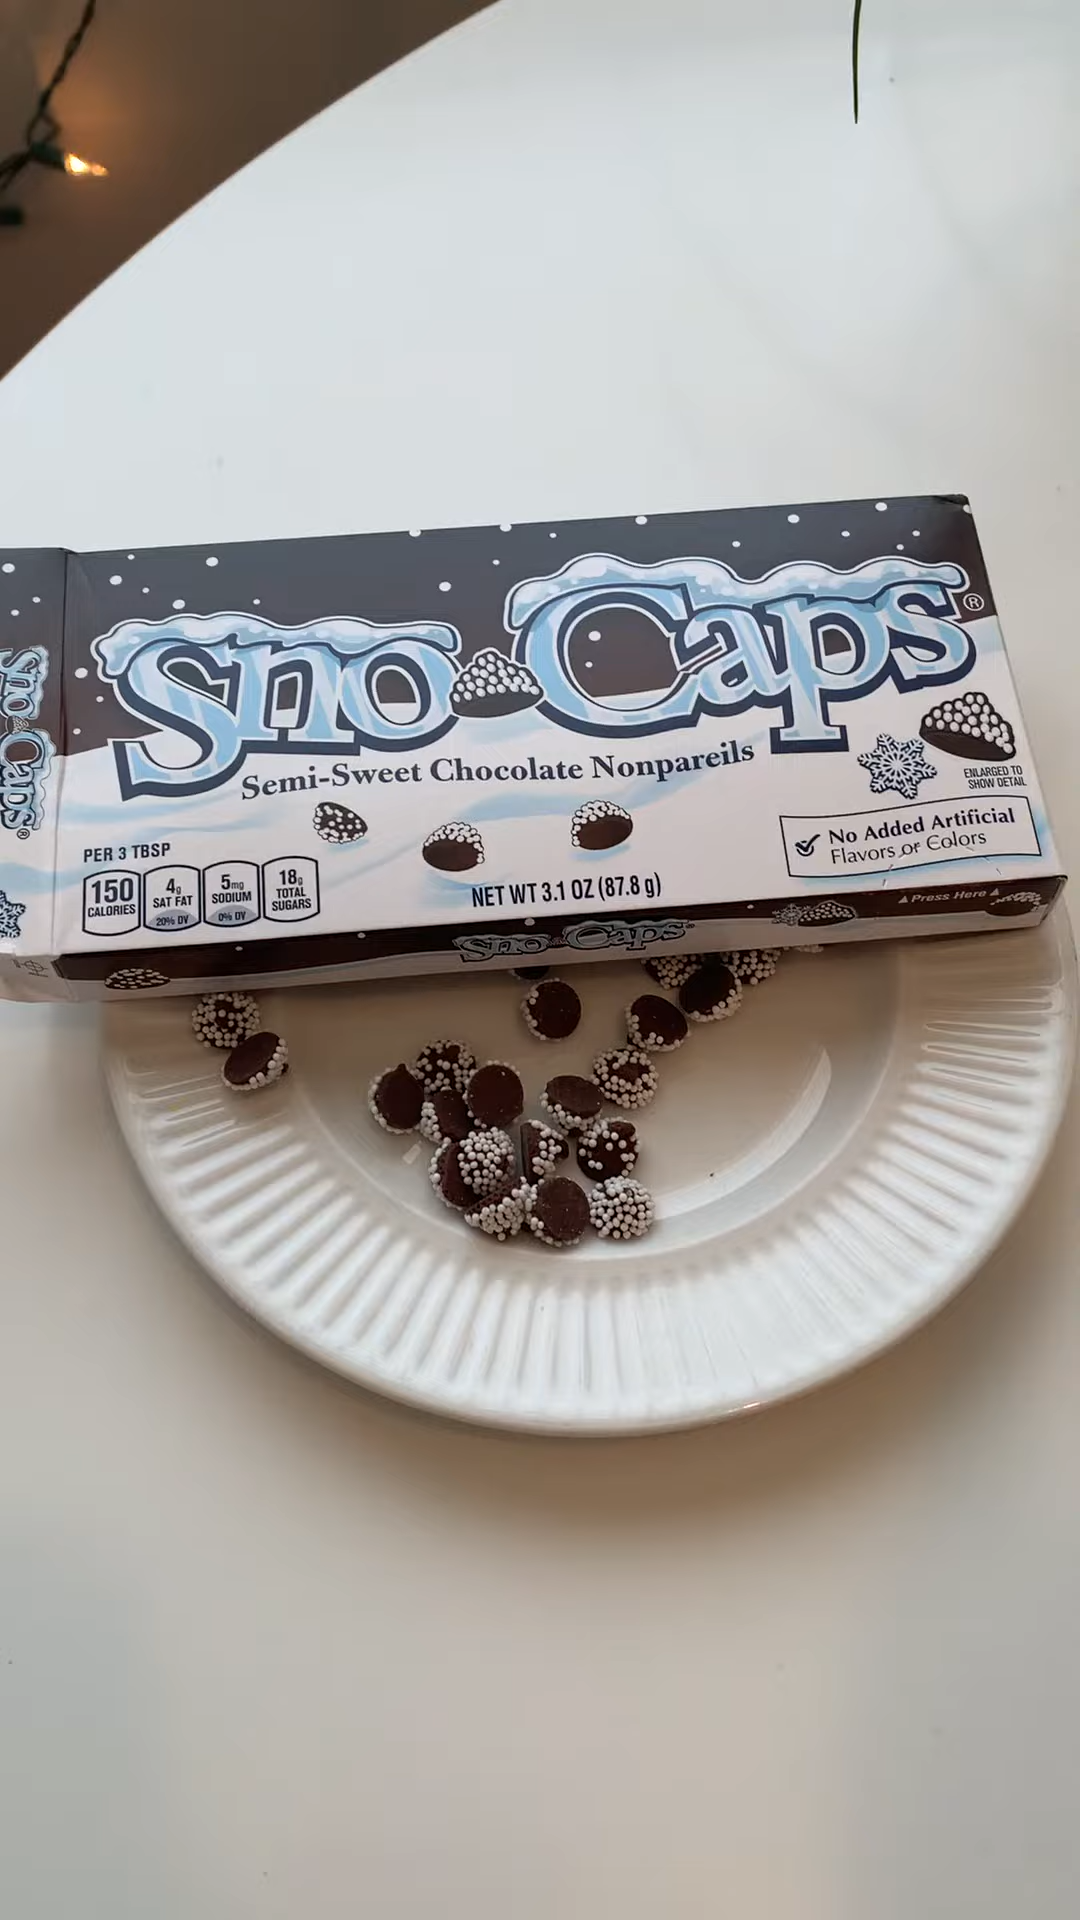 Sno Caps®
Semi-Sweet Chocolate Nonpareils
ENLARGED TO
SHOW DETAIL
No Added Artificial
Flavors or Colors
PER 3 TBSP
150
CALORIES
4g
SAT FAT
20% DV
5mg
SODIUM
0% DV
18g
TOTAL
SUGARS
NET WT 3.1 OZ (87.8 g)
Press Here
Sno Caps
Sno Caps®